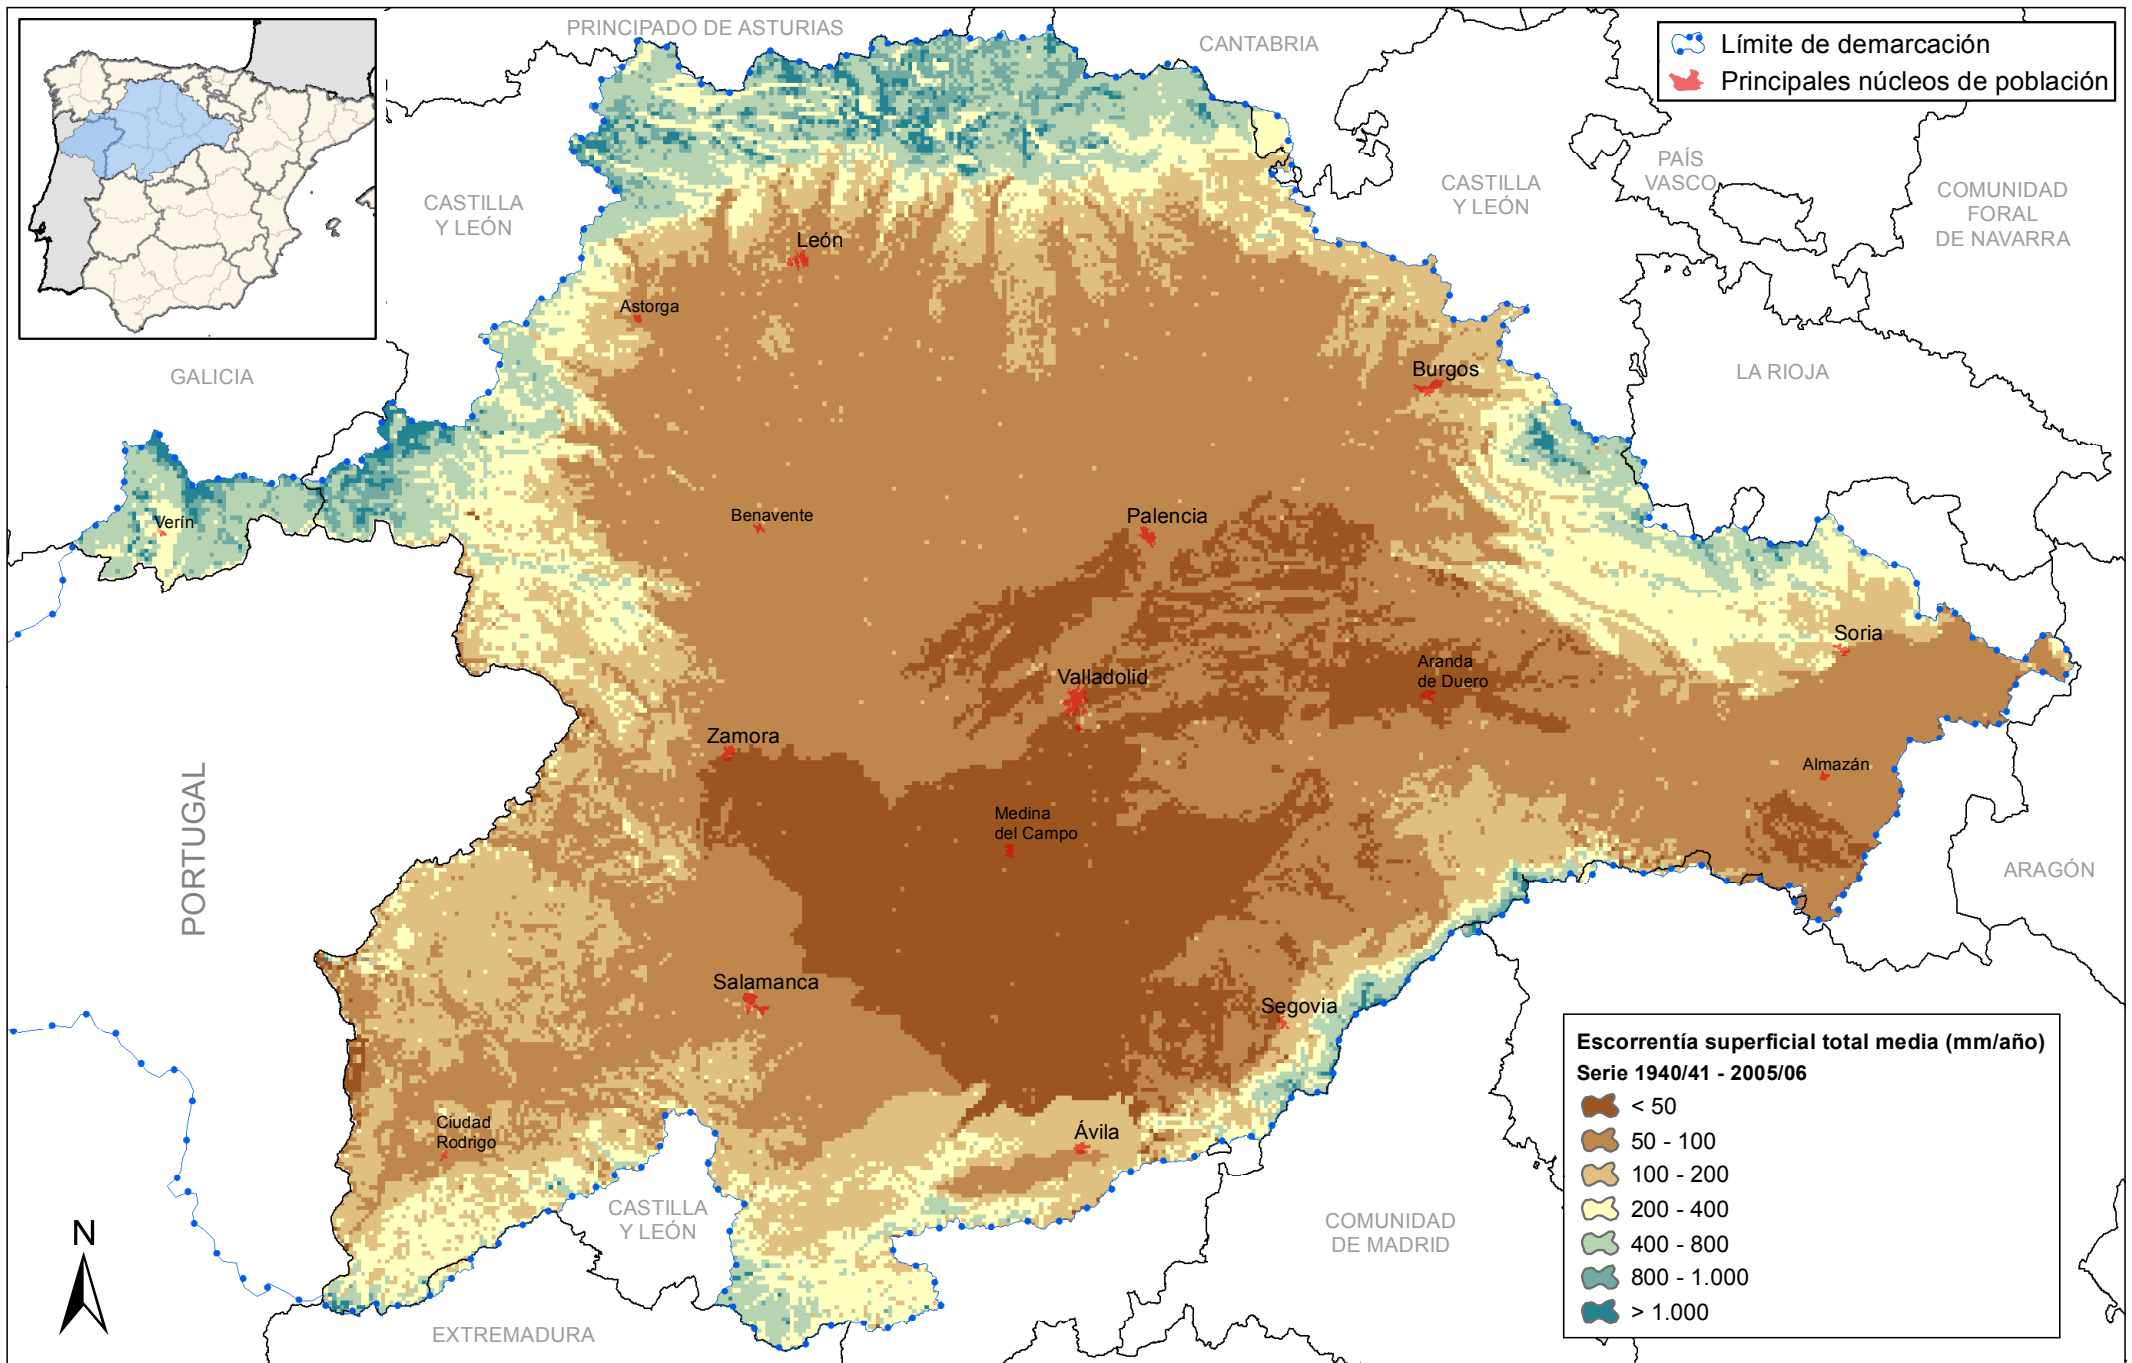 PRINCIPADO DE ASTURIAS
CANTABRIA
Límite de demarcación
Principales núcleos de población
CASTILLA
Y LEÓN
CASTILLA
Y LEÓN
PAÍS
VASCO
COMUNIDAD
FORAL
DE NAVARRA
León
Astorga
GALICIA
Burgos
LA RIOJA
Verín
Benavente
Palencia
Soria
Valladolid
Aranda
de Duero
Zamora
Almazán
PORTUGAL
Medina
del Campo
ARAGÓN
Salamanca
Segovia
Ciudad
Rodrigo
Ávila
CASTILLA
Y LEÓN
COMUNIDAD
DE MADRID
EXTREMADURA
N
Escorrentía superficial total media (mm/año)
Serie 1940/41 - 2005/06
< 50
50 - 100
100 - 200
200 - 400
400 - 800
800 - 1.000
> 1.000